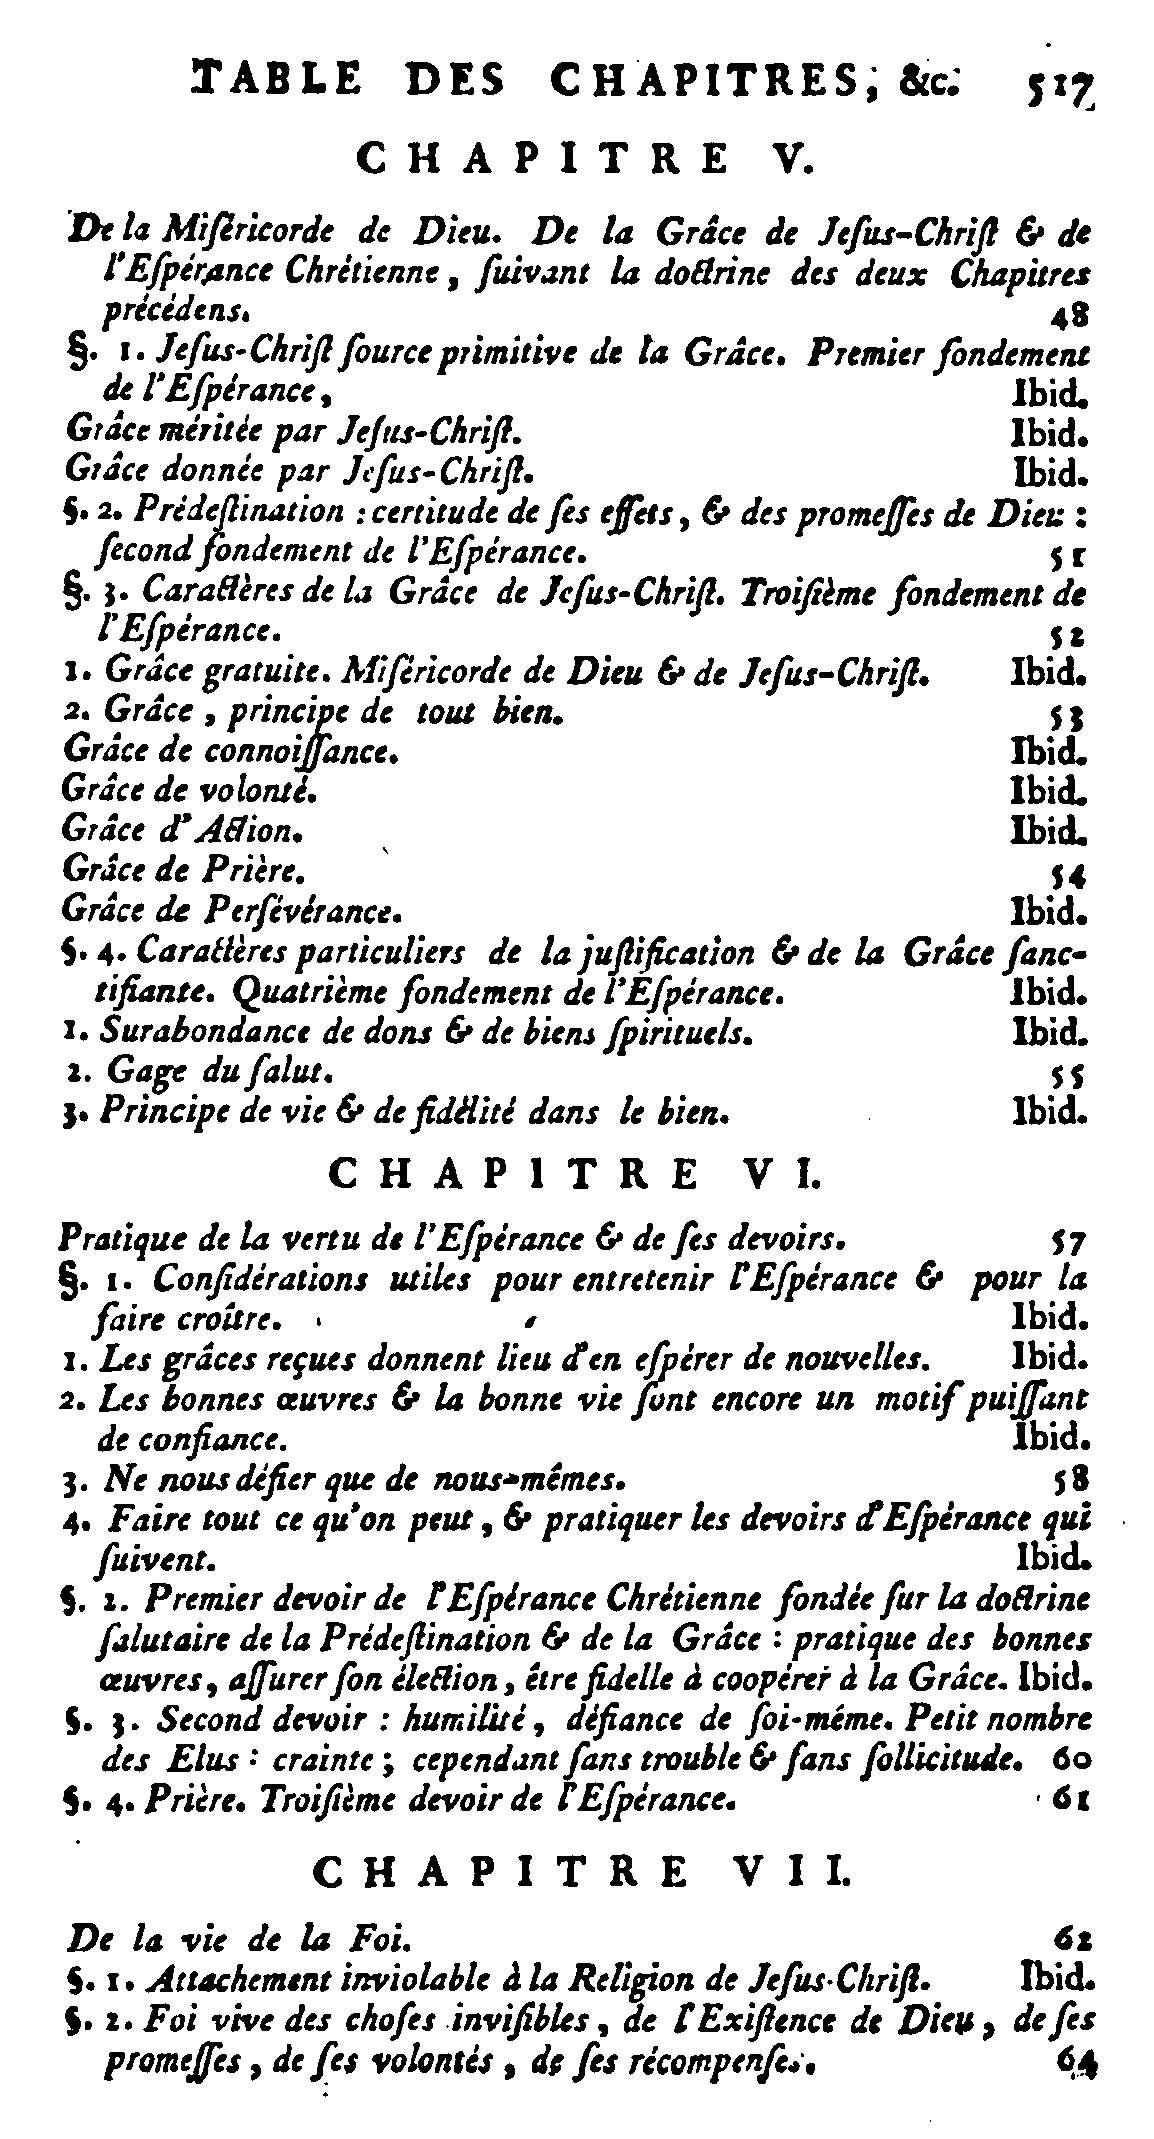 TABLE DES CHAPITRES, &c. 517
CHAPITRE V.
De la Miſéricorde de Dieu. De la Grâce de Jeſus-Chriſt & de
l'Eſpérance Chrétienne, ſuivant la doctrine des deux Chapitres
précédens. 48
§. 1. Jeſus-Chriſt ſource primitive de la Grâce. Premier fondement
de l'Eſpérance, Ibid.
Grâce méritée par Jeſus-Chriſt. Ibid.
Grâce donnée par Jeſus-Chriſt. Ibid.
§. 2. Prédeſtination : certitude de ſes effets, & des promeſſes de Dieu :
ſecond fondement de l'Eſpérance. 51
§. 3. Caractères de la Grâce de Jeſus-Chriſt. Troiſième fondement de
l'Eſpérance. 52
1. Grâce gratuite. Miſéricorde de Dieu & de Jeſus-Chriſt. Ibid.
2. Grâce, principe de tout bien. 53
Grâce de connoiſſance. Ibid.
Grâce de volonté. Ibid.
Grâce d'Action. Ibid.
Grâce de Prière. 54
Grâce de Perſévérance. Ibid.
§. 4. Caractères particuliers de la juſtification & de la Grâce ſanc-
tifiante. Quatrième fondement de l'Eſpérance. Ibid.
1. Surabondance de dons & de biens ſpirituels. Ibid.
2. Gage du ſalut. 55
3. Principe de vie & de fidélité dans le bien. Ibid.
CHAPITRE VI.
Pratique de la vertu de l'Eſpérance & de ſes devoirs. 57
§. 1. Conſidérations utiles pour entretenir l'Eſpérance & pour la
faire croître. Ibid.
1. Les grâces reçues donnent lieu d'en eſpérer de nouvelles. Ibid.
2. Les bonnes œuvres & la bonne vie ſont encore un motif puiſſant
de confiance. Ibid.
3. Ne nous défier que de nous-mêmes. 58
4. Faire tout ce qu'on peut, & pratiquer les devoirs d'Eſpérance qui
ſuivent. Ibid.
§. 2. Premier devoir de l'Eſpérance Chrétienne fondée ſur la doctrine
ſalutaire de la Prédeſtination & de la Grâce : pratique des bonnes
œuvres, aſſurer ſon élection, être fidelle à coopérer à la Grâce. Ibid.
§. 3. Second devoir : humilité, défiance de ſoi-même. Petit nombre
des Elus : crainte ; cependant ſans trouble & ſans ſollicitude. 60
§. 4. Prière. Troiſième devoir de l'Eſpérance. 61
CHAPITRE VII.
De la vie de la Foi. 62
§. 1. Attachement inviolable à la Religion de Jeſus-Chriſt. Ibid.
§. 2. Foi vive des choſes inviſibles, de l'Exiſtence de Dieu, de ſes
promeſſes, de ſes volontés, de ſes récompenſes. 64